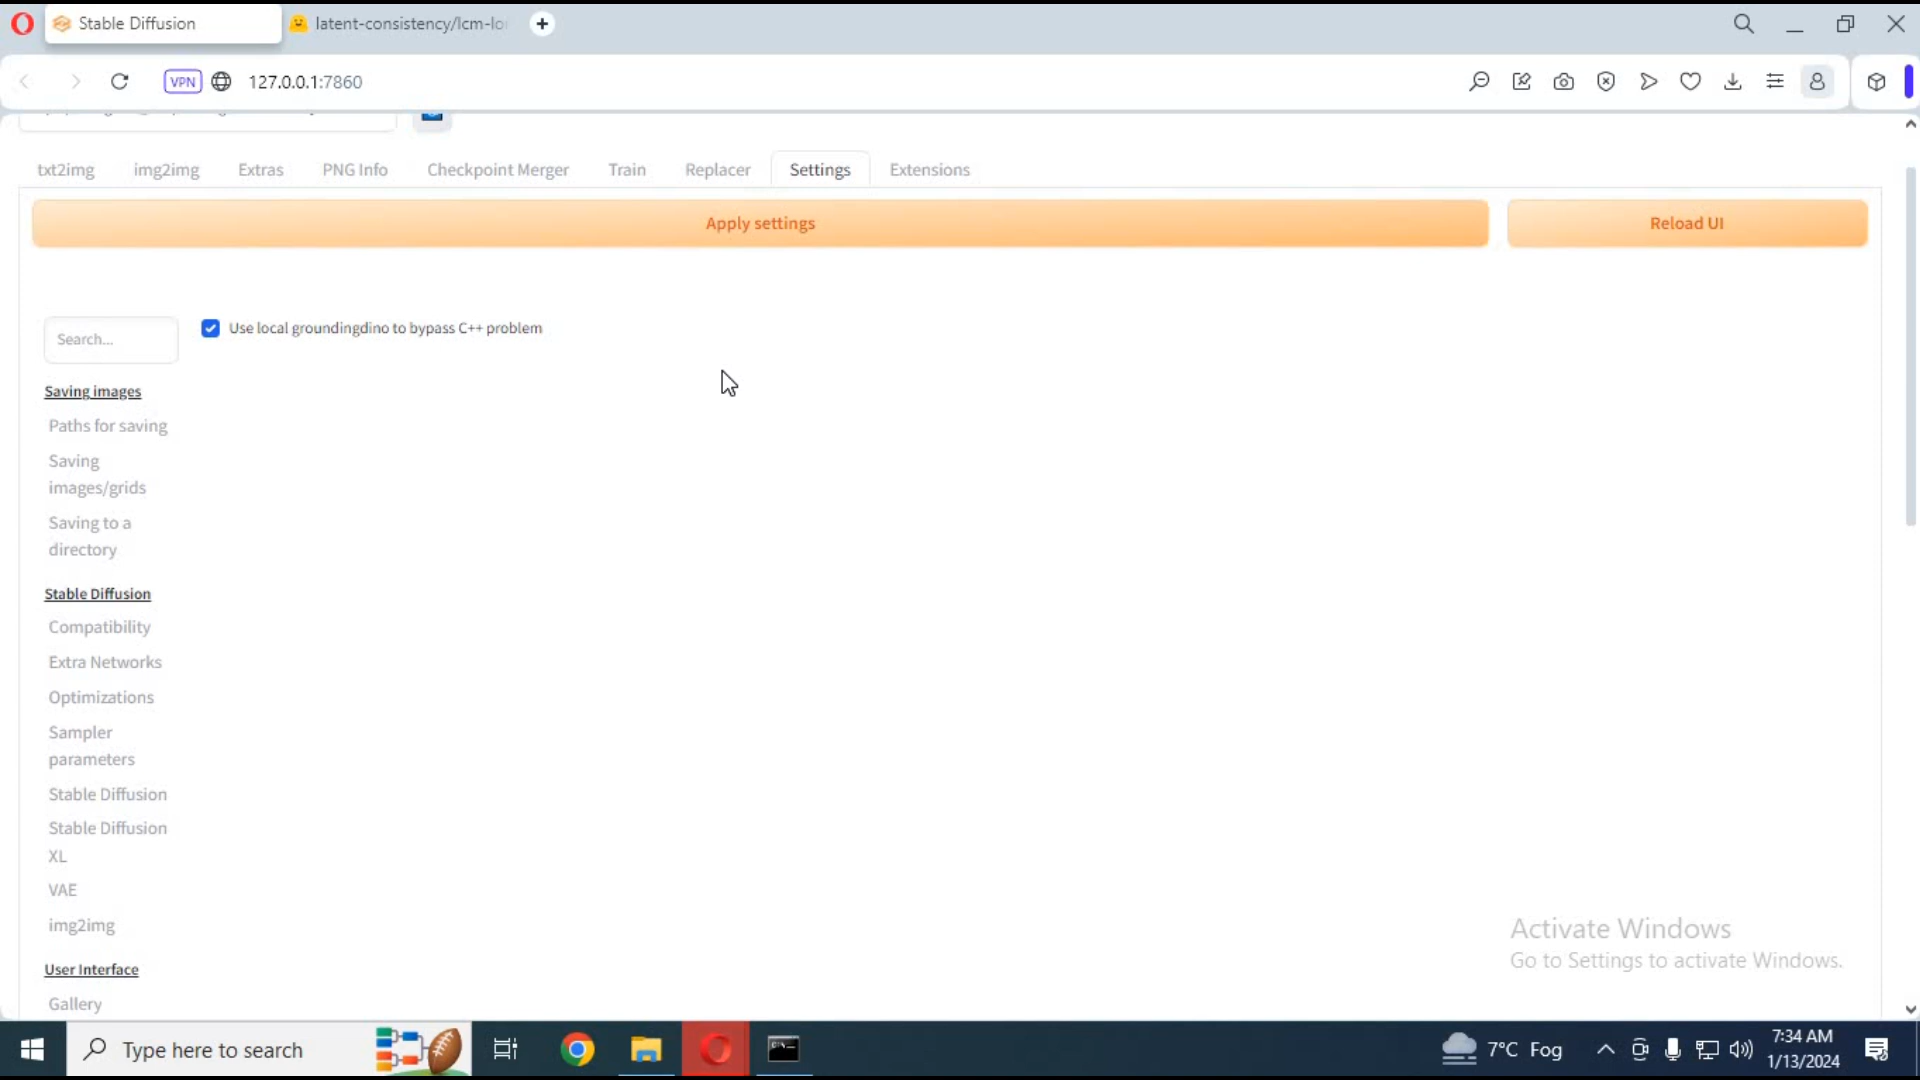 Stable Diffusion
latent-consistency/lcm-lo
VPN
127.0.0.1:7860
txt2img
img2img
Extras
PNG Info
Checkpoint Merger
Train
Replacer
Settings
Extensions
Apply settings
Reload UI
Search...
Use local groundingdino to bypass C++ problem
Saving images
Paths for saving
Saving
images/grids
Saving to a
directory
Stable Diffusion
Compatibility
Extra Networks
Optimizations
Sampler
parameters
Stable Diffusion
Stable Diffusion
XL
VAE
img2img
User Interface
Gallery
Activate Windows
Go to Settings to activate Windows.
Type here to search
7°C Fog
7:34 AM
1/13/2024